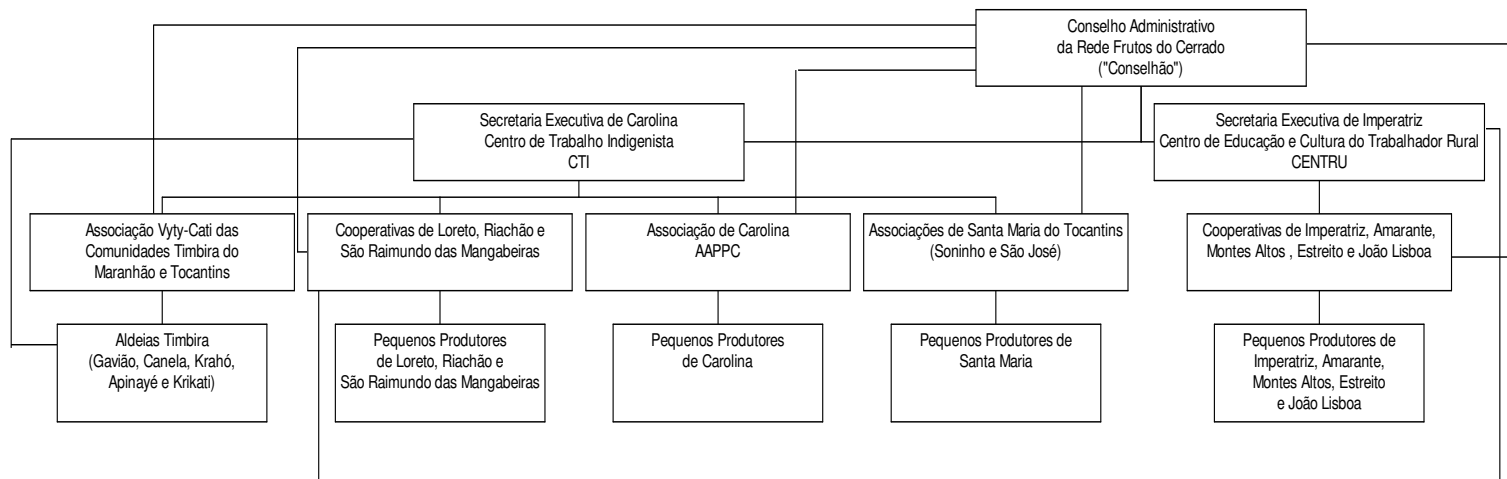 Conselho Administrativo
da Rede Frutos do Cerrado
("Conselhão")
Secretaria Executiva de Carolina
Centro de Trabalho Indigenista
CTI
Secretaria Executiva de Imperatriz
Centro de Educação e Cultura do Trabalhador Rural
CENTRU
Associação Vyty-Cati das
Comunidades Timbira do
Maranhão e Tocantins
Cooperativas de Loreto, Riachão e
São Raimundo das Mangabeiras
Associação de Carolina
AAPPC
Associações de Santa Maria do Tocantins
(Soninho e São José)
Cooperativas de Imperatriz, Amarante,
Montes Altos , Estreito e João Lisboa
Aldeias Timbira
(Gavião, Canela, Krahó,
Apinayé e Krikati)
Pequenos Produtores
de Loreto, Riachão e
São Raimundo das Mangabeiras
Pequenos Produtores
de Carolina
Pequenos Produtores de
Santa Maria
Pequenos Produtores de
Imperatriz, Amarante,
Montes Altos, Estreito
e João Lisboa